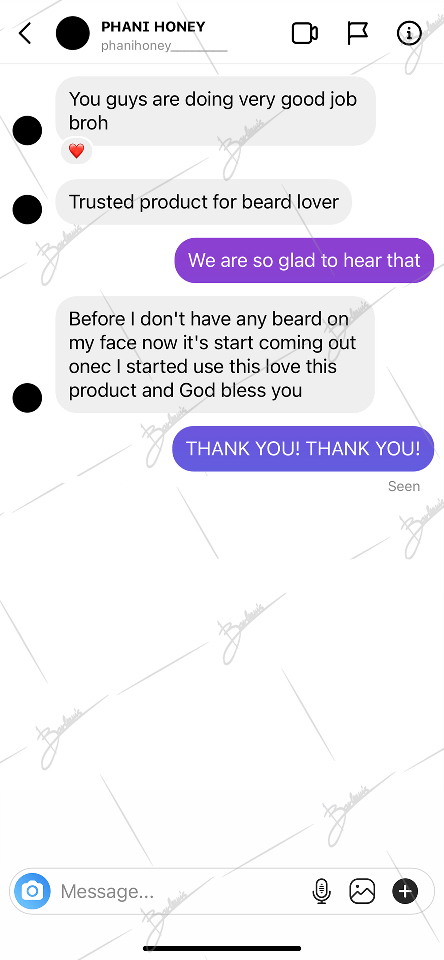 PHANI HONEY
phanihoney________
You guys are doing very good job
broh
Trusted product for beard lover
We are so glad to hear that
Before I don't have any beard on
my face now it's start coming out
onec I started use this love this
product and God bless you
THANK YOU! THANK YOU!
Seen
Message...